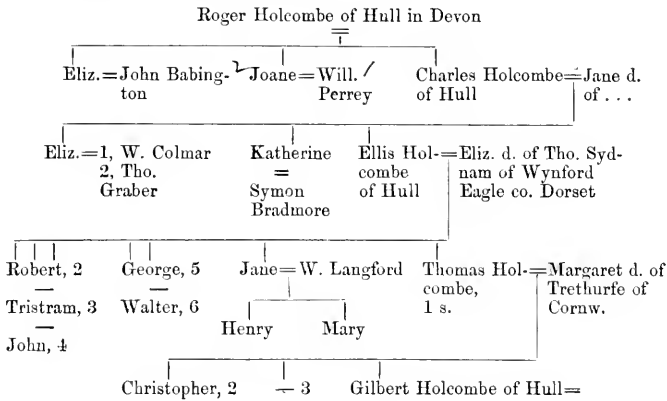 Roger Holcombe of Hull in Devon
Eliz.=John Babing-
ton
Joane=Will.
Perrey
Charles Holcombe=Jane d.
of Hull
of . . .
Eliz.=1, W. Colmar
2, Tho.
Graber
Katherine
=
Symon
Bradmore
Ellis Hol-=Eliz. d. of Tho. Syd-
combe
of Hull
nam of Wynford
Eagle co. Dorset
Robert, 2
Tristram, 3
John, 4
George, 5
Walter, 6
Jane=W. Langford
Henry
Mary
Thomas Hol-=Margaret d. of
combe,
1 s.
Trethurfe of
Cornw.
Christopher, 2
— 3
Gilbert Holcombe of Hull=